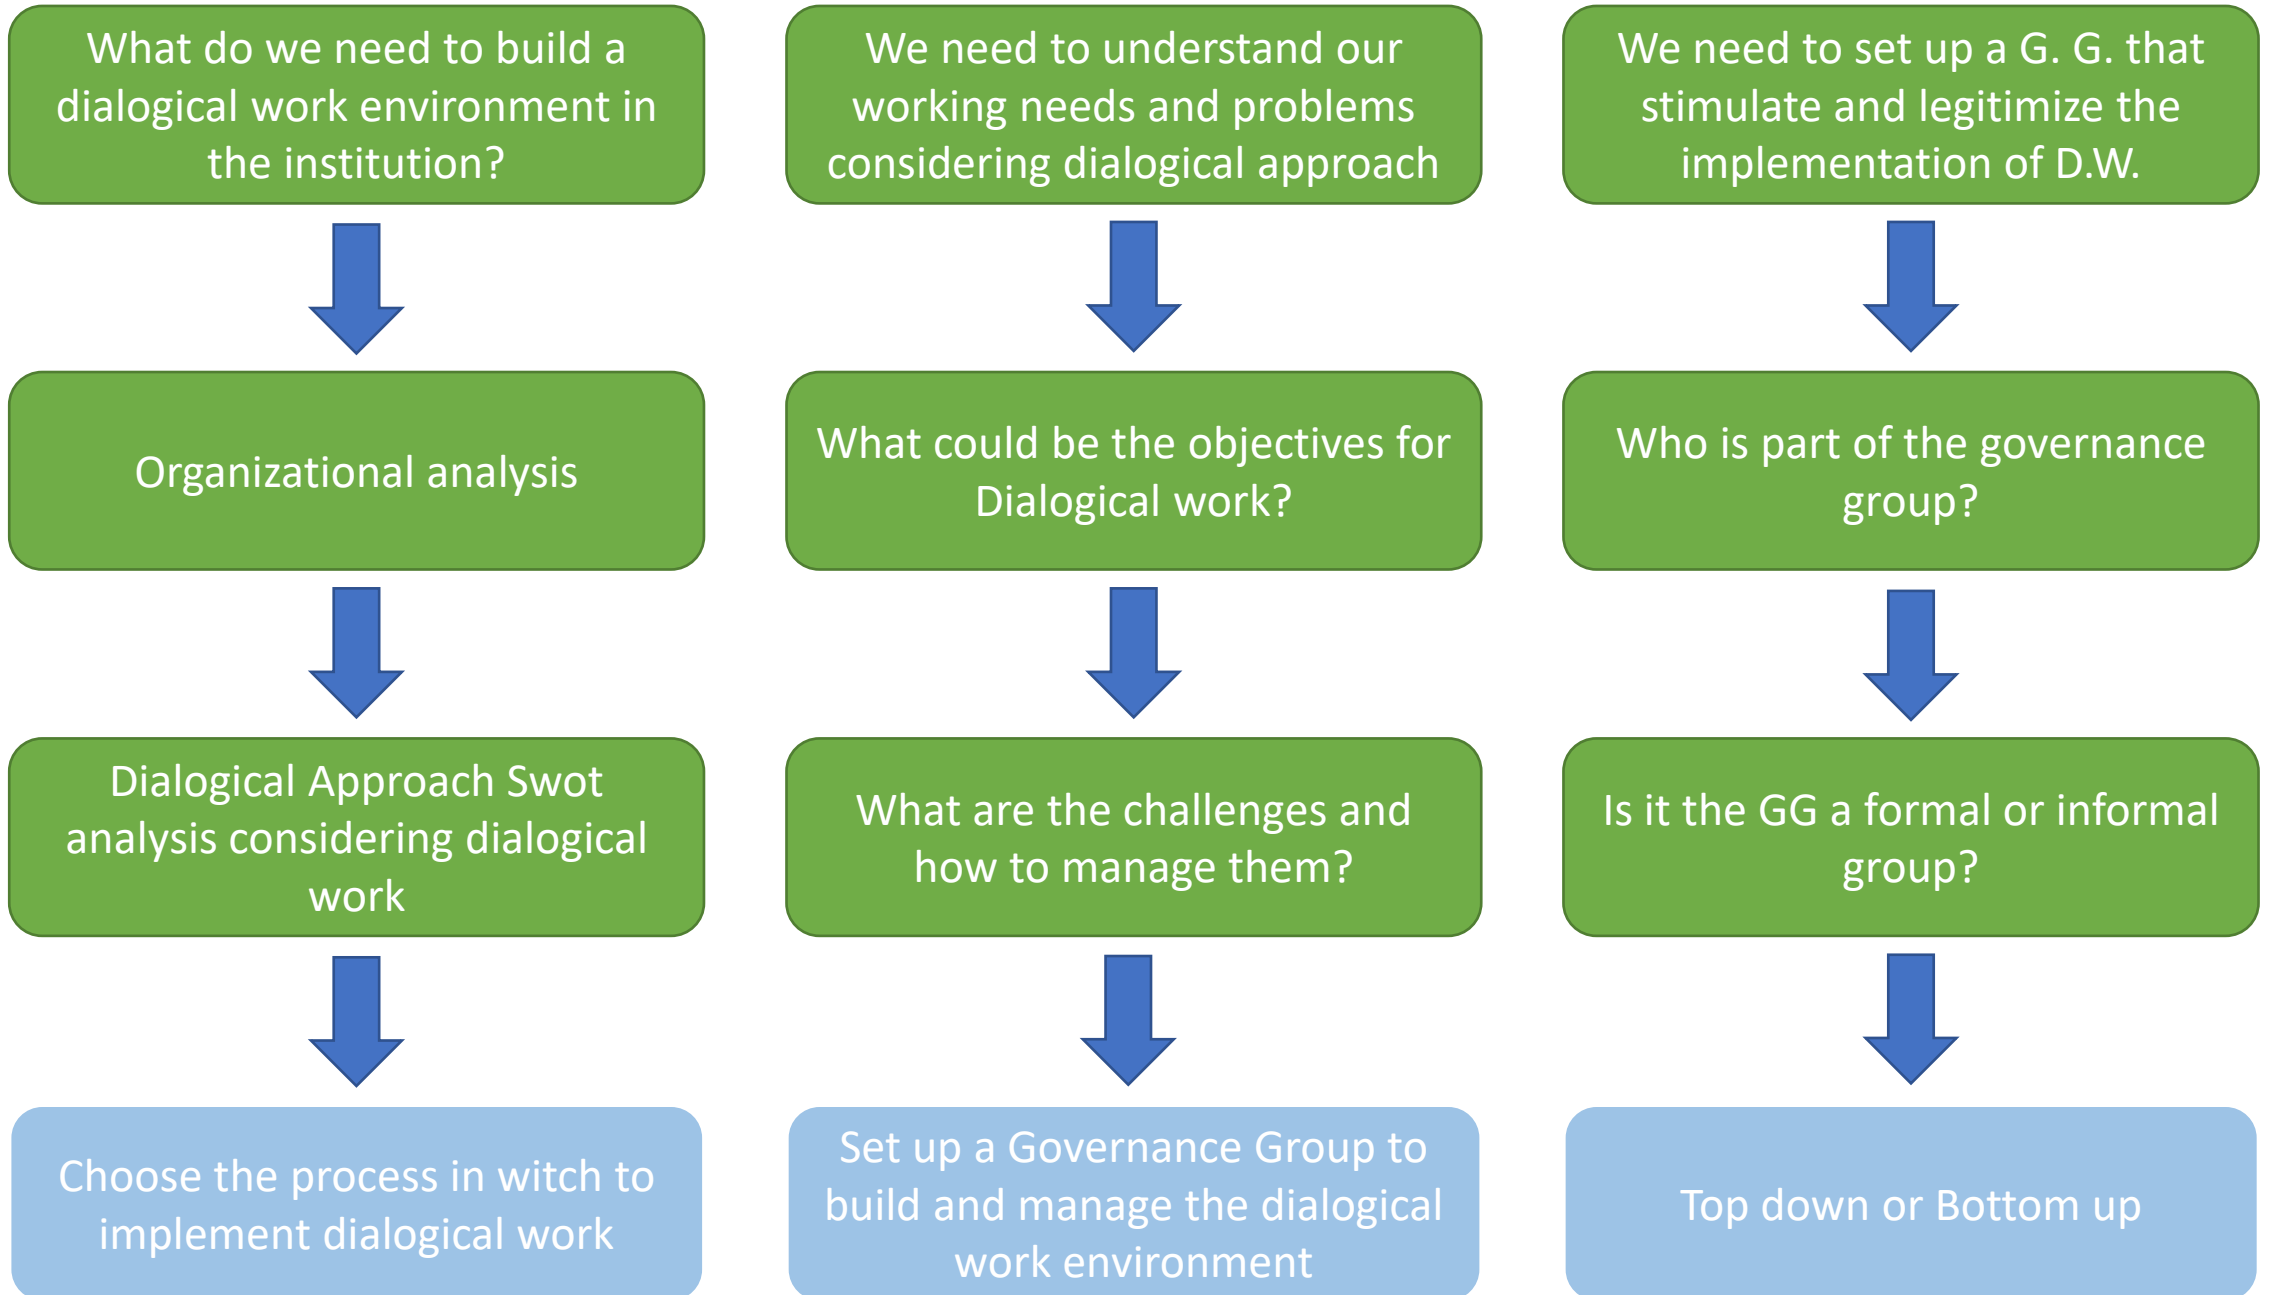 What do we need to build a
dialogical work environment in
the institution?
Organizational analysis
Dialogical Approach Swot
analysis considering dialogical
work
Choose the process in witch to
implement dialogical work
We need to understand our
working needs and problems
considering dialogical approach
What could be the objectives for
Dialogical work?
What are the challenges and
how to manage them?
Set up a Governance Group to
build and manage the dialogical
work environment
We need to set up a G. G. that
stimulate and legitimize the
implementation of D.W.
Who is part of the governance
group?
Is it the GG a formal or informal
group?
Top down or Bottom up